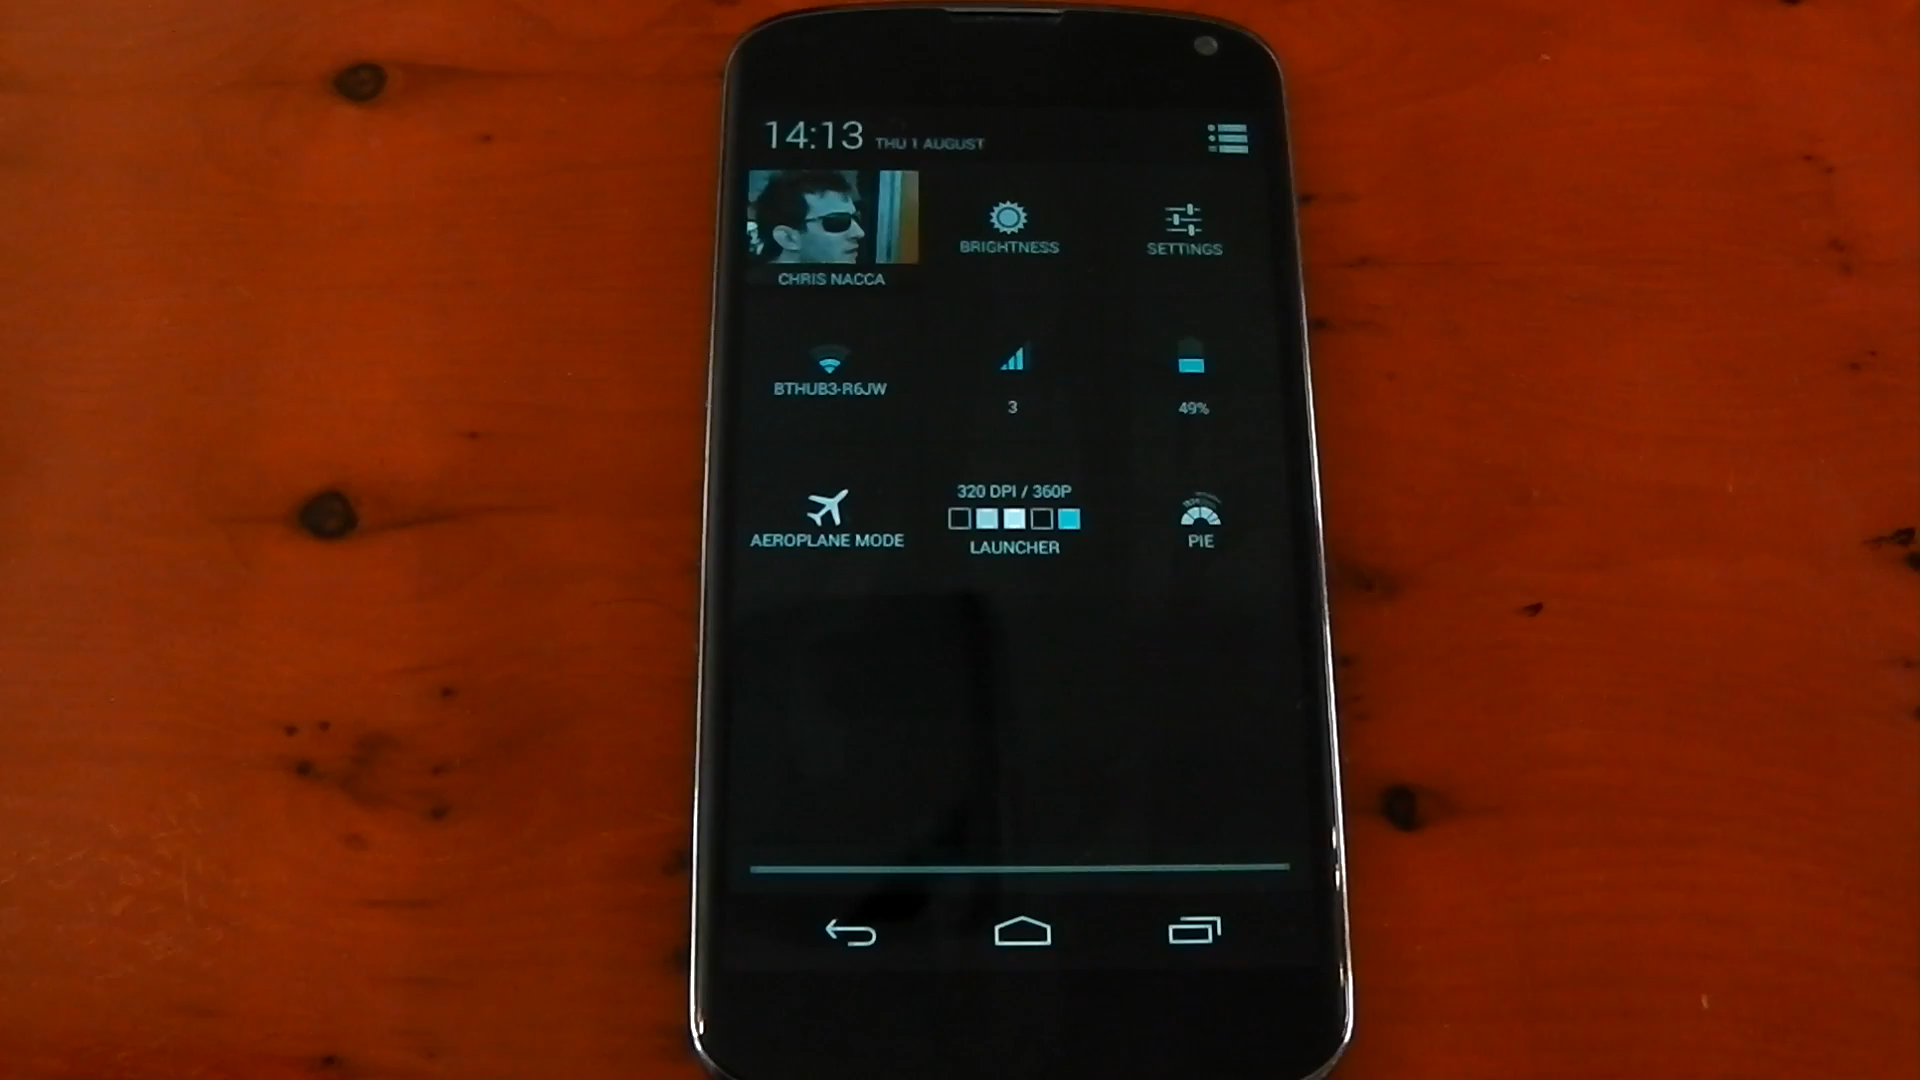 14:13 THU 1 AUGUST
CHRIS NACCA
BRIGHTNESS
SETTINGS
BTHUB3-R6JW
3
49%
AEROPLANE MODE
320 DPI / 360P
LAUNCHER
PIE